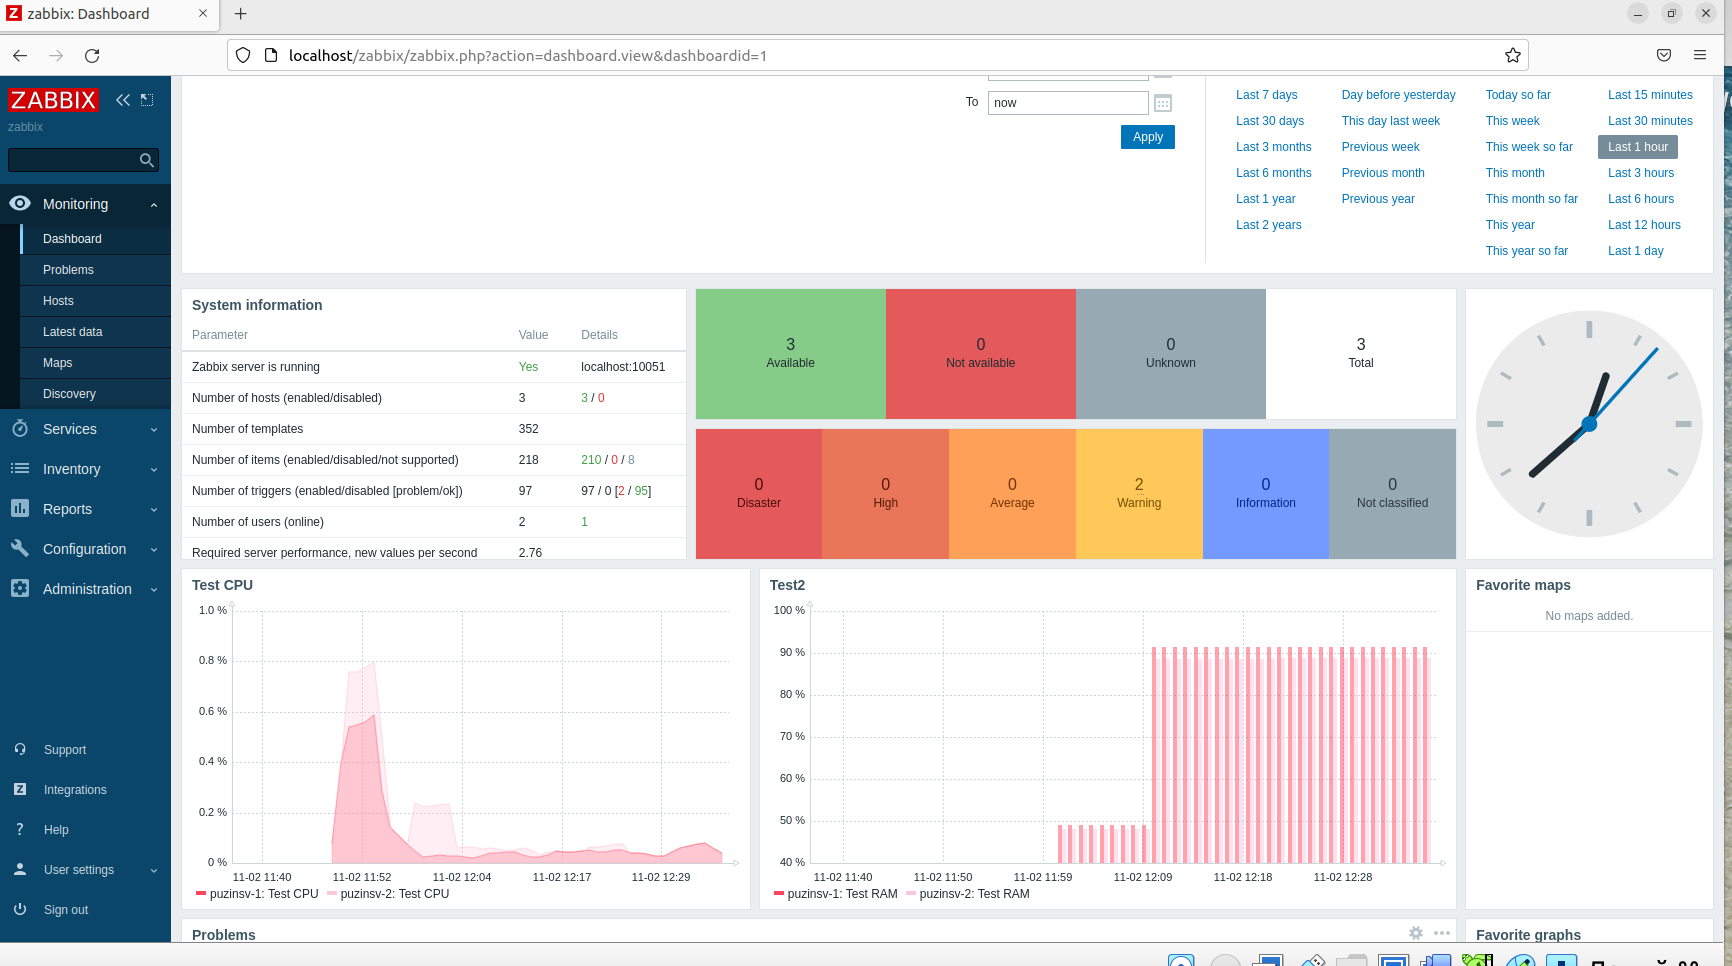 zabbix: Dashboard
localhost/zabbix/zabbix.php?action=dashboard.view&dashboardid=1
ZABBIX
zabbix
Monitoring
Dashboard
Problems
Hosts
Latest data
Maps
Discovery
Services
Inventory
Reports
Configuration
Administration
Support
Integrations
Help
User settings
Sign out
To now
Apply
Last 7 days Day before yesterday Today so far Last 15 minutes
Last 30 days This day last week This week Last 30 minutes
Last 3 months Previous week This week so far Last 1 hour
Last 6 months Previous month This month Last 3 hours
Last 1 year Previous year This month so far Last 6 hours
Last 2 years This year Last 12 hours
This year so far Last 1 day
System information
Parameter Value Details
Zabbix server is running Yes localhost:10051
Number of hosts (enabled/disabled) 3 3 / 0
Number of templates 352
Number of items (enabled/disabled/not supported) 218 210 / 0 / 8
Number of triggers (enabled/disabled [problem/ok]) 97 97 / 0 [2 / 95]
Number of users (online) 2 1
Required server performance, new values per second 2.76
3 0 0 3
Available Not available Unknown Total
0 0 0 2 0 0
Disaster High Average Warning Information Not classified
Test CPU
1.0 %
0.8 %
0.6 %
0.4 %
0.2 %
0 %
11-02 11:40 11-02 11:52 11-02 12:04 11-02 12:17 11-02 12:29
puzinsv-1: Test CPU puzinsv-2: Test CPU
Test2
100 %
90 %
80 %
70 %
60 %
50 %
40 %
11-02 11:40 11-02 11:50 11-02 11:59 11-02 12:09 11-02 12:18 11-02 12:28
puzinsv-1: Test RAM puzinsv-2: Test RAM
Favorite maps
No maps added.
Problems
Favorite graphs